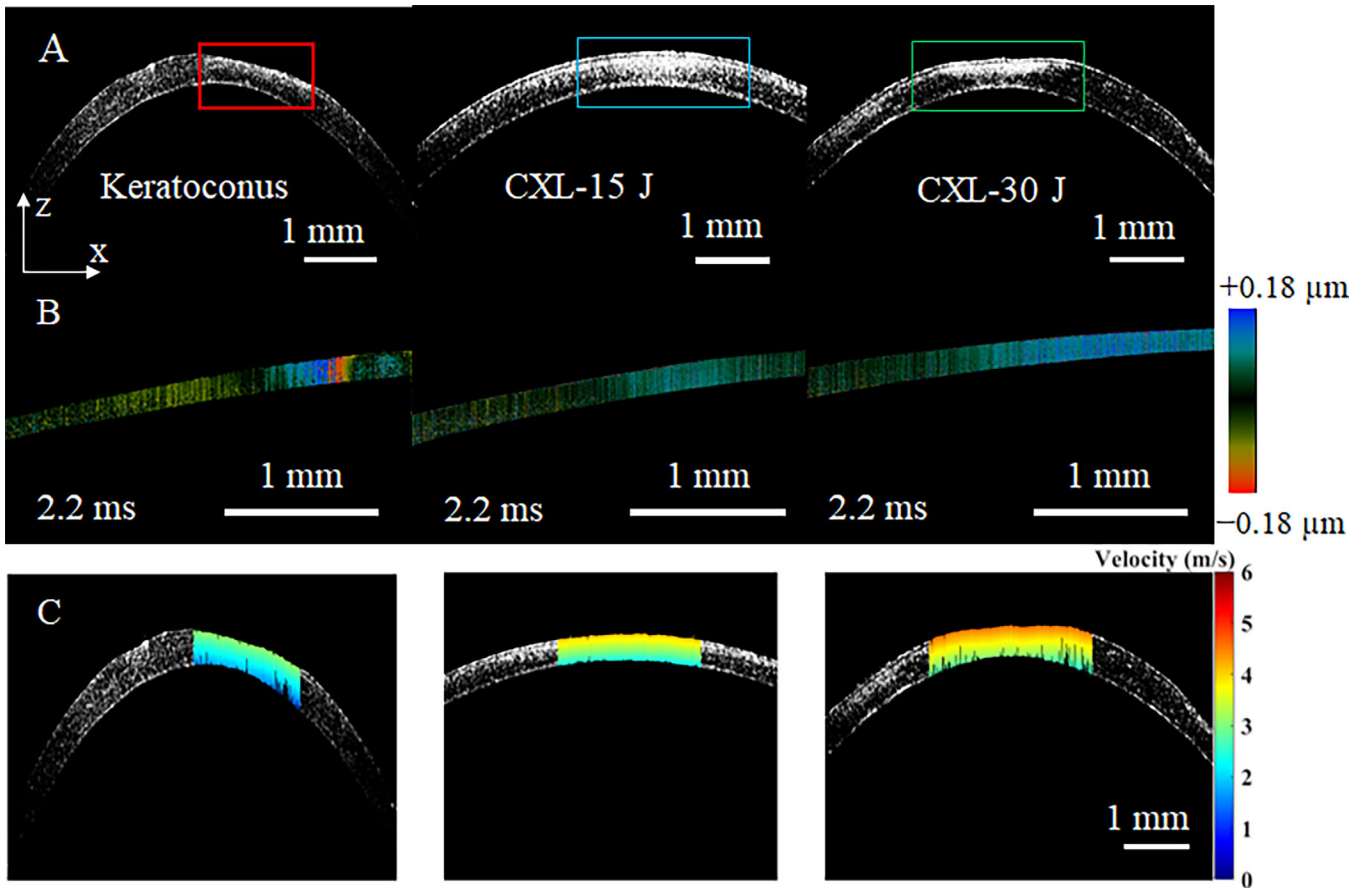 A
Keratoconus
CXL-15 J
CXL-30 J
z
x
1 mm
1 mm
1 mm
B
+0.18 µm
1 mm
1 mm
1 mm
2.2 ms
2.2 ms
2.2 ms
−0.18 µm
Velocity (m/s)
C
6
5
4
3
2
1
0
1 mm